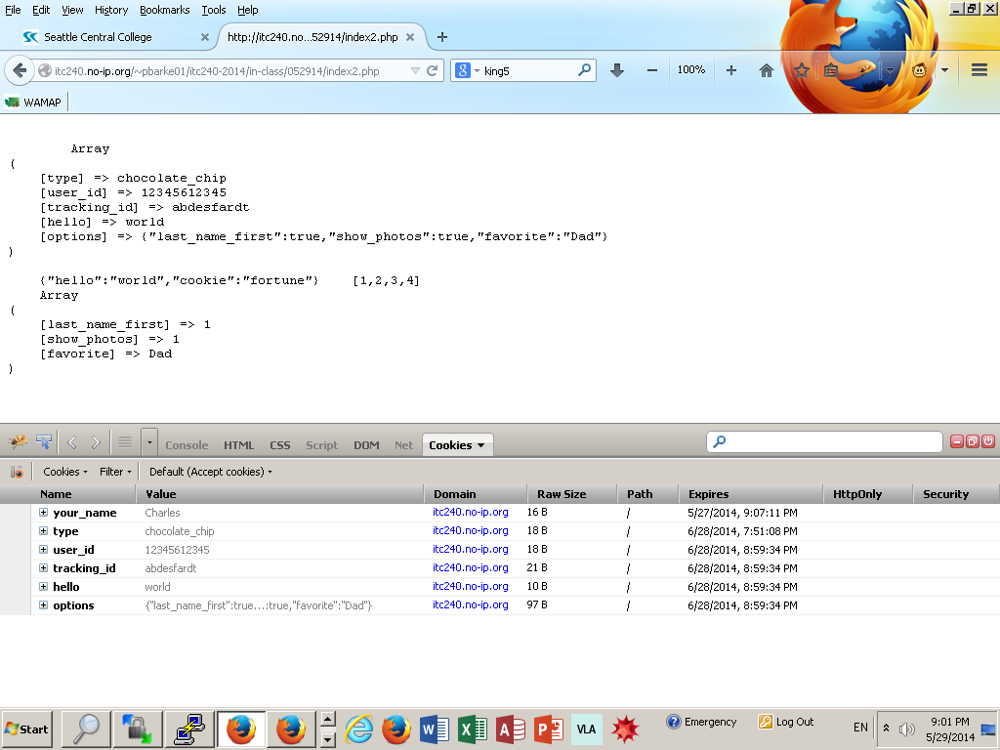 File Edit View History Bookmarks Tools Help
Seattle Central College × http://itc240.no...52914/index2.php × +
itc240.no-ip.org/~pbarke01/itc240-2014/in-class/052914/index2.php 8 king5 100%
WAMAP
Array
(
[type] => chocolate_chip
[user_id] => 12345612345
[tracking_id] => abdesfardt
[hello] => world
[options] => {"last_name_first":true,"show_photos":true,"favorite":"Dad"}
)
{"hello":"world","cookie":"fortune"} [1,2,3,4]
Array
(
[last_name_first] => 1
[show_photos] => 1
[favorite] => Dad
)
Console HTML CSS Script DOM Net Cookies
Cookies Filter Default (Accept cookies)
Name Value Domain Raw Size Path Expires HttpOnly Security
your_name Charles itc240.no-ip.org 16 B / 5/27/2014, 9:07:11 PM
type chocolate_chip itc240.no-ip.org 18 B / 6/28/2014, 7:51:08 PM
user_id 12345612345 itc240.no-ip.org 18 B / 6/28/2014, 8:59:34 PM
tracking_id abdesfardt itc240.no-ip.org 21 B / 6/28/2014, 8:59:34 PM
hello world itc240.no-ip.org 10 B / 6/28/2014, 8:59:34 PM
options {"last_name_first":true...:true,"favorite":"Dad"} itc240.no-ip.org 97 B / 6/28/2014, 8:59:34 PM
Start VLA Emergency Log Out EN 9:01 PM
5/29/2014